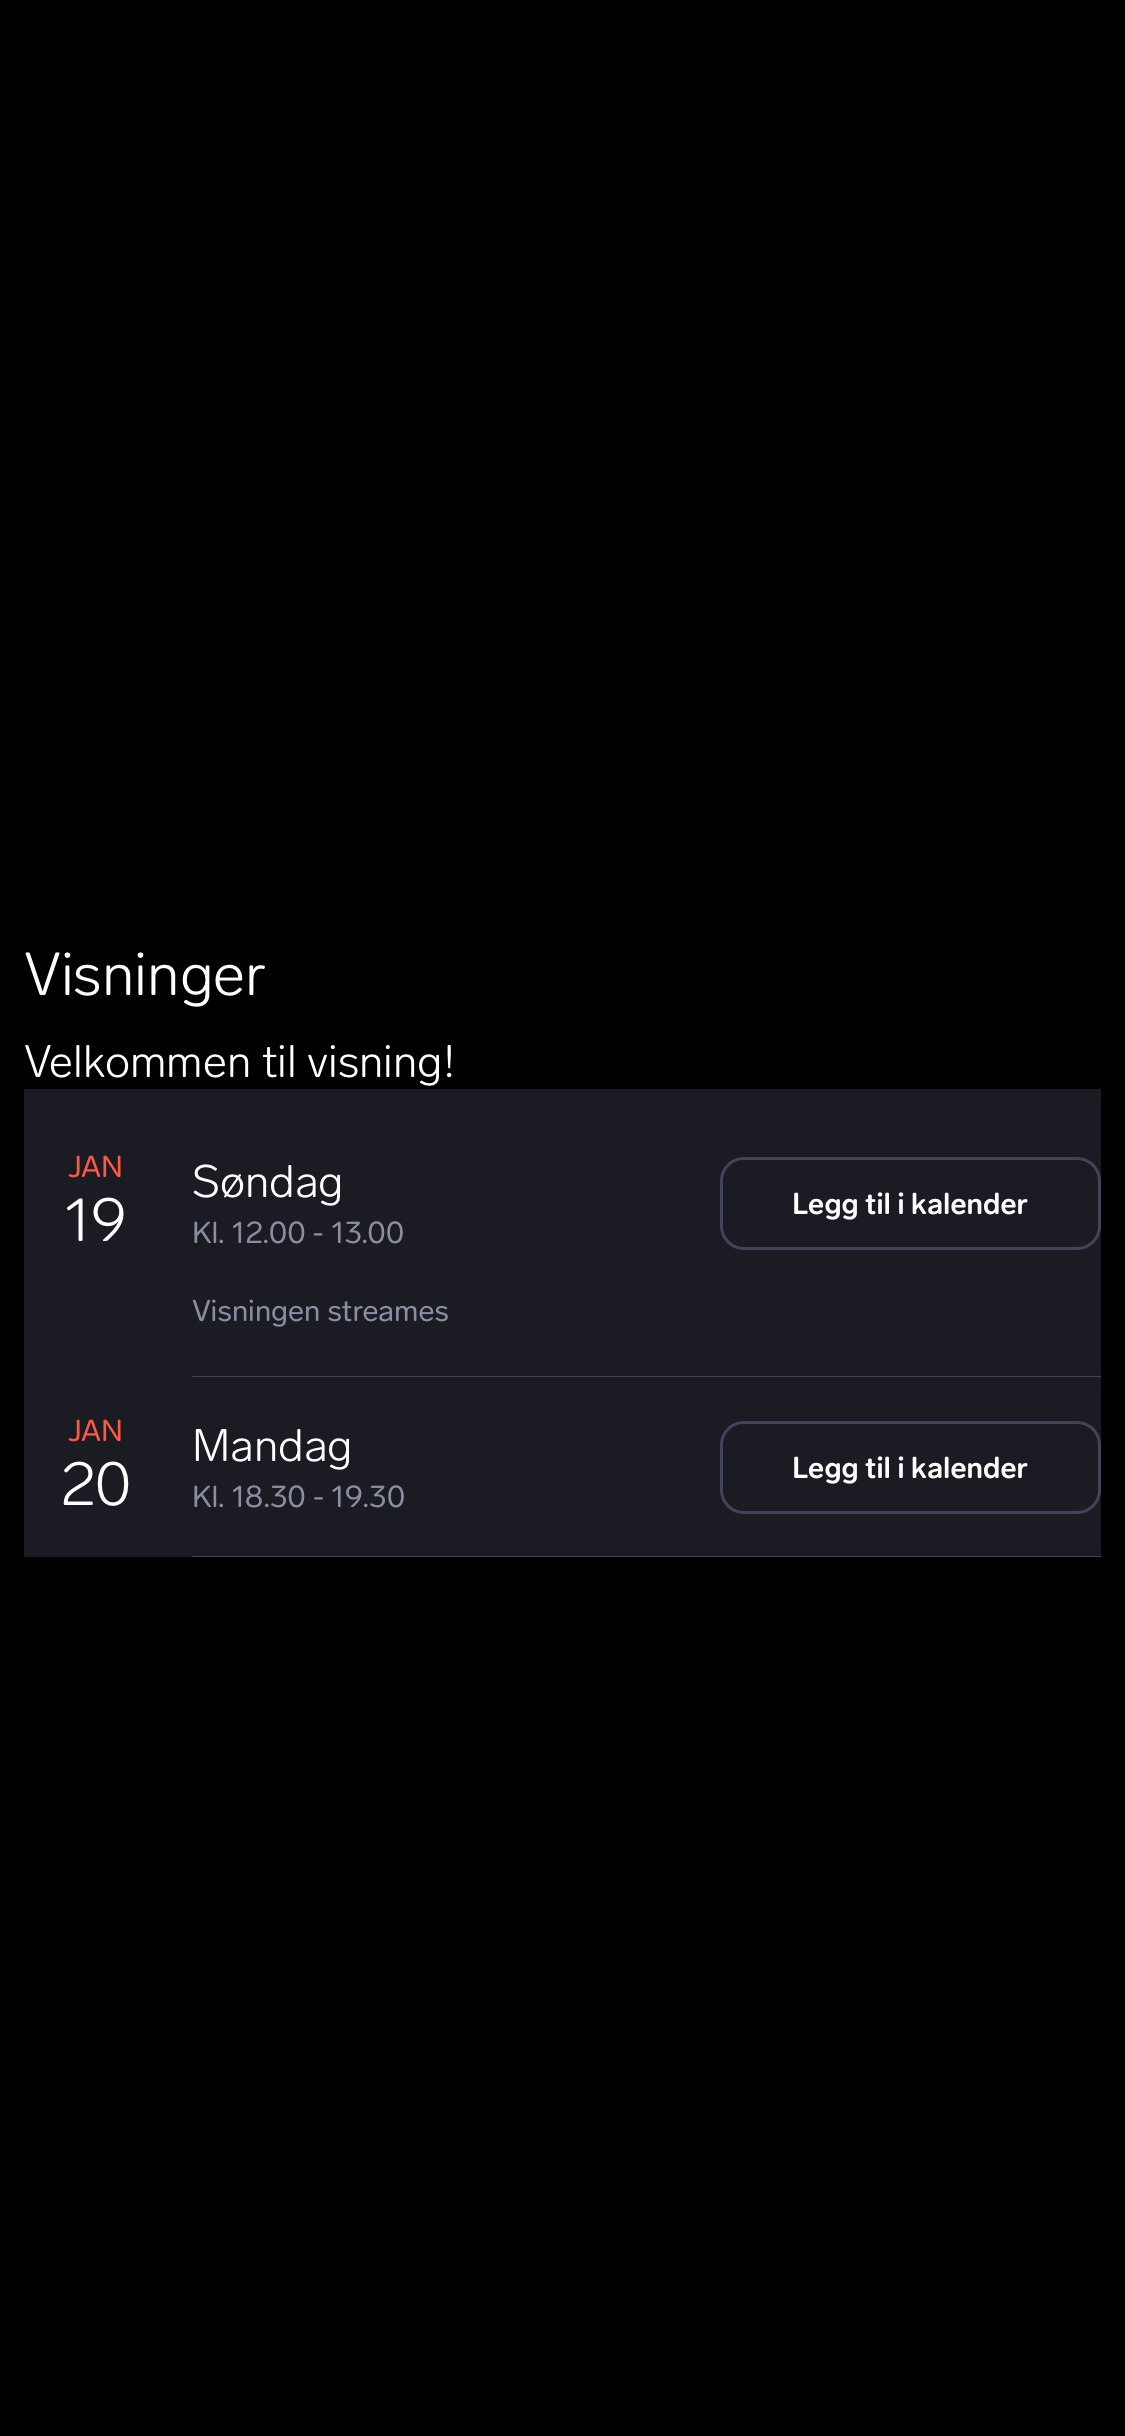 Visninger
Velkommen til visning!
JAN
19
Søndag
Kl. 12.00 - 13.00
Legg til i kalender
Visningen streames
JAN
20
Mandag
Kl. 18.30 - 19.30
Legg til i kalender